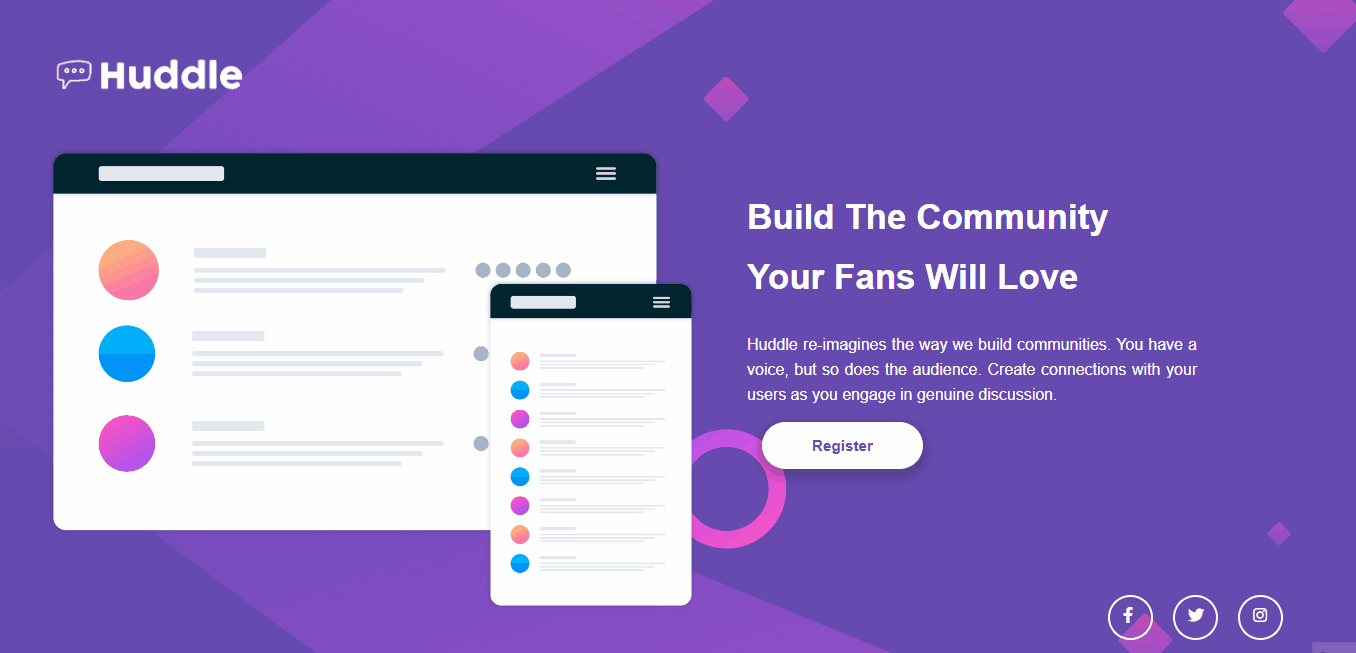 Huddle
Build The Community
Your Fans Will Love
Huddle re-imagines the way we build communities. You have a
voice, but so does the audience. Create connections with your
users as you engage in genuine discussion.
Register